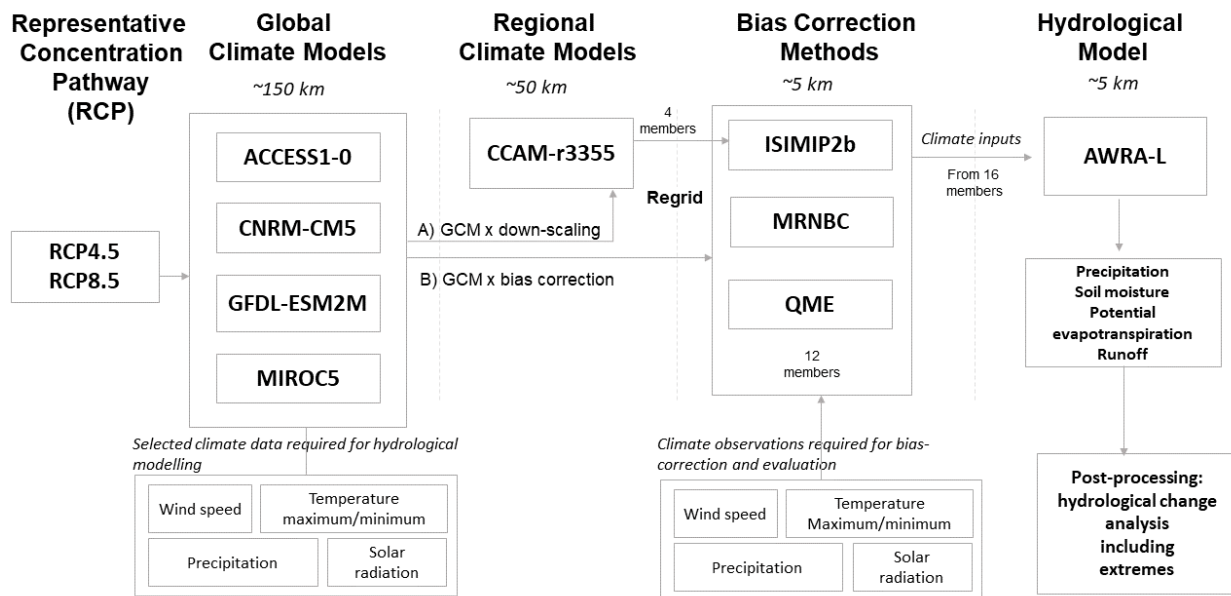 Representative
Concentration
Pathway
(RCP)
Global
Climate Models
~150 km
Regional
Climate Models
~50 km
Bias Correction
Methods
~5 km
Hydrological
Model
~5 km
RCP4.5
RCP8.5
ACCESS1-0
CNRM-CM5
GFDL-ESM2M
MIROC5
CCAM-r3355
4
members
Regrid
A) GCM x down-scaling
B) GCM x bias correction
ISIMIP2b
MRNBC
QME
12
members
Climate inputs
From 16
members
AWRA-L
Precipitation
Soil moisture
Potential
evapotranspiration
Runoff
Post-processing:
hydrological change
analysis
including
extremes
Selected climate data required for hydrological
modelling
Wind speed
Temperature
maximum/minimum
Precipitation
Solar
radiation
Climate observations required for bias-
correction and evaluation
Wind speed
Temperature
Maximum/minimum
Precipitation
Solar
radiation